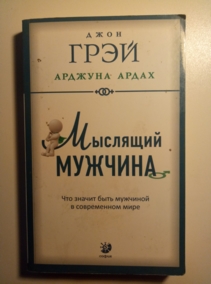 ДЖОН
ГРЭЙ
АРДЖУНА АРДАХ
Мыслящий
МУЖЧИНА
Что значит быть мужчиной
в современном мире